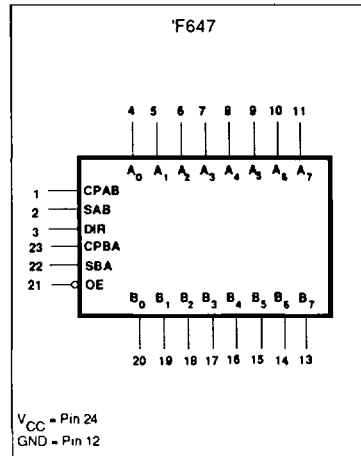 'F647
4 5 6 7 8 9 10 11
A0 A1 A2 A3 A4 A5 A6 A7
1 CPAB
2 SAB
3 DIR
23 CPBA
22 SBA
21 OE
B0 B1 B2 B3 B4 B5 B6 B7
20 19 18 17 16 15 14 13
VCC = Pin 24
GND = Pin 12